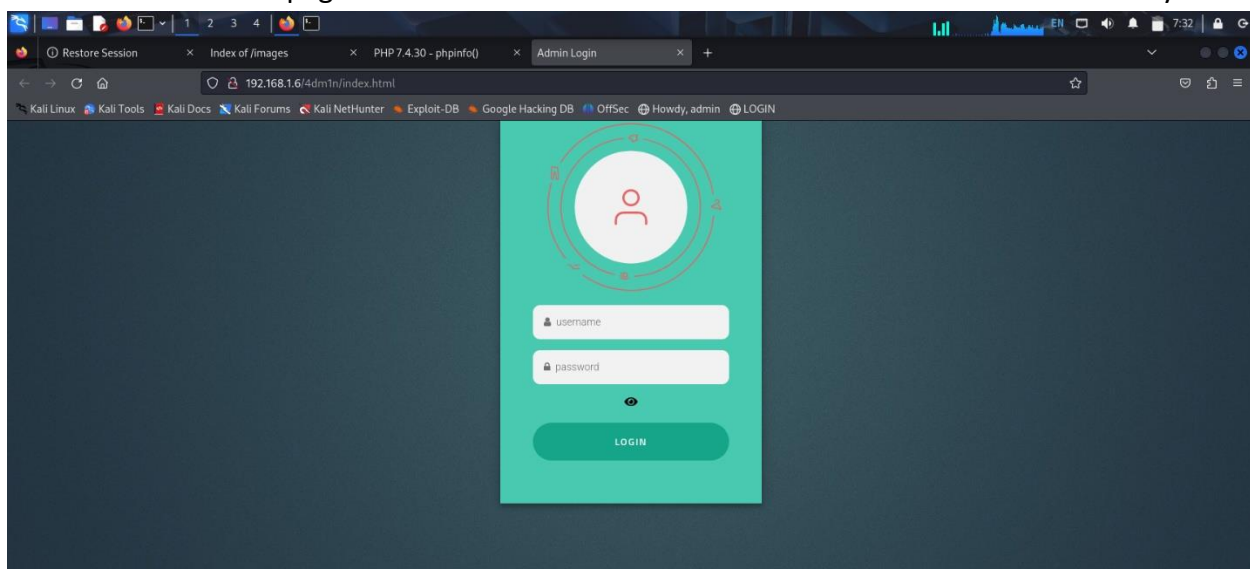 1 2 3 4 EN 7:32
Restore Session × Index of /images × PHP 7.4.30 - phpinfo() × Admin Login × +
192.168.1.6/4dm1n/index.html
Kali Linux Kali Tools Kali Docs Kali Forums Kali NetHunter Exploit-DB Google Hacking DB OffSec Howdy, admin LOGIN
username
password
LOGIN